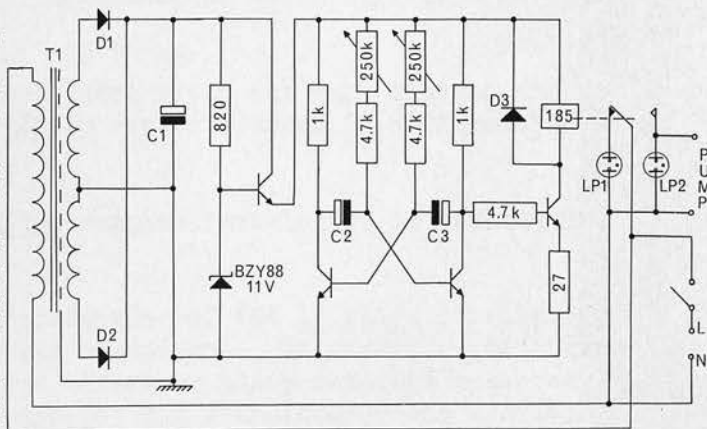 T1
D1
D2
C1
820
BZY88
11V
1k
250k
4.7k
250k
4.7k
1k
C2
C3
4.7k
D3
185
27
LP1
LP2
PUMP
L
N